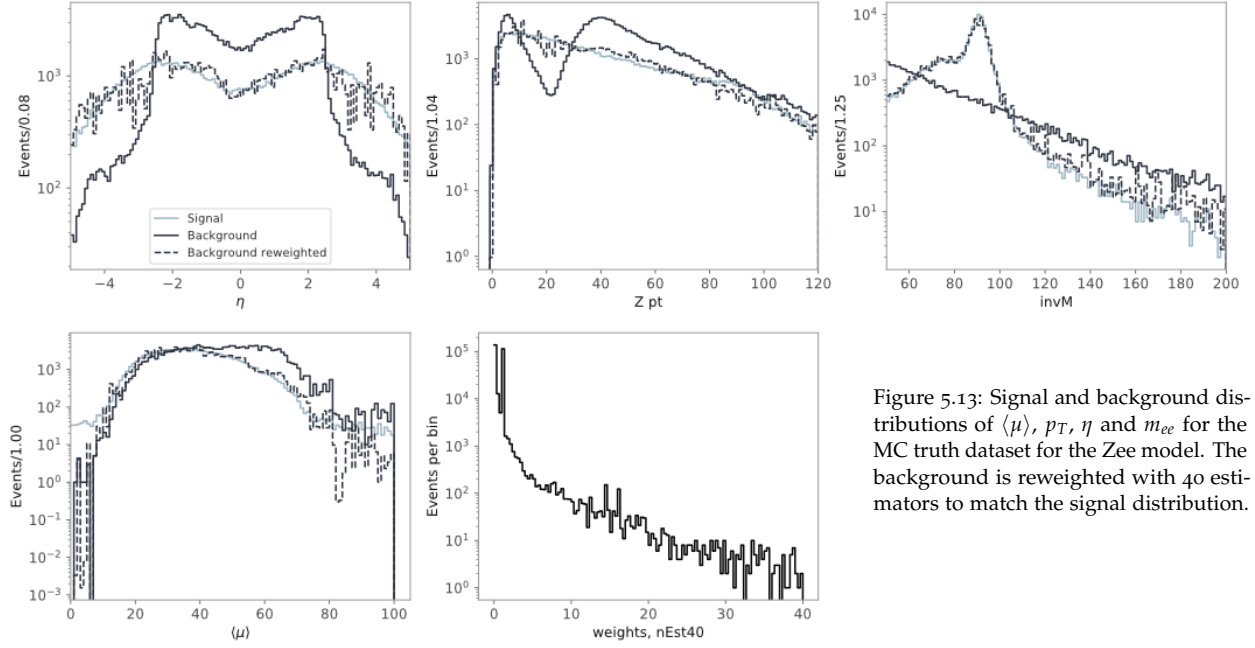 Events/0.08
10³
10²
Signal
Background
Background reweighted
−4 −2 0 2 4
η
Events/1.04
10³
10²
10¹
10⁰
0 20 40 60 80 100 120
Z pt
Events/1.25
10⁴
10³
10²
10¹
60 80 100 120 140 160 180 200
invM
Events/1.00
10³
10²
10¹
10⁰
10⁻¹
10⁻²
10⁻³
0 20 40 60 80 100
⟨μ⟩
Events per bin
10⁵
10⁴
10³
10²
10¹
10⁰
0 10 20 30 40
weights, nEst40
Figure 5.13: Signal and background dis-
tributions of ⟨μ⟩, p_T, η and m_ee for the
MC truth dataset for the Zee model. The
background is reweighted with 40 esti-
mators to match the signal distribution.